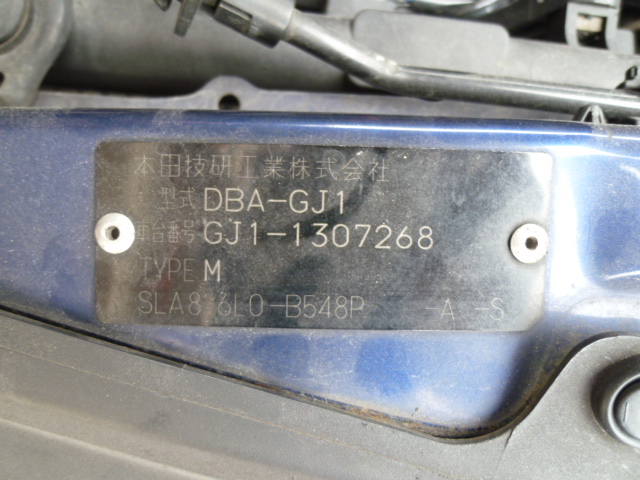 本田技研工業株式会社
型式 DBA-GJ1
車台番号 GJ1-1307268
TYPE M
SLA8 6L0-B548P -A -S